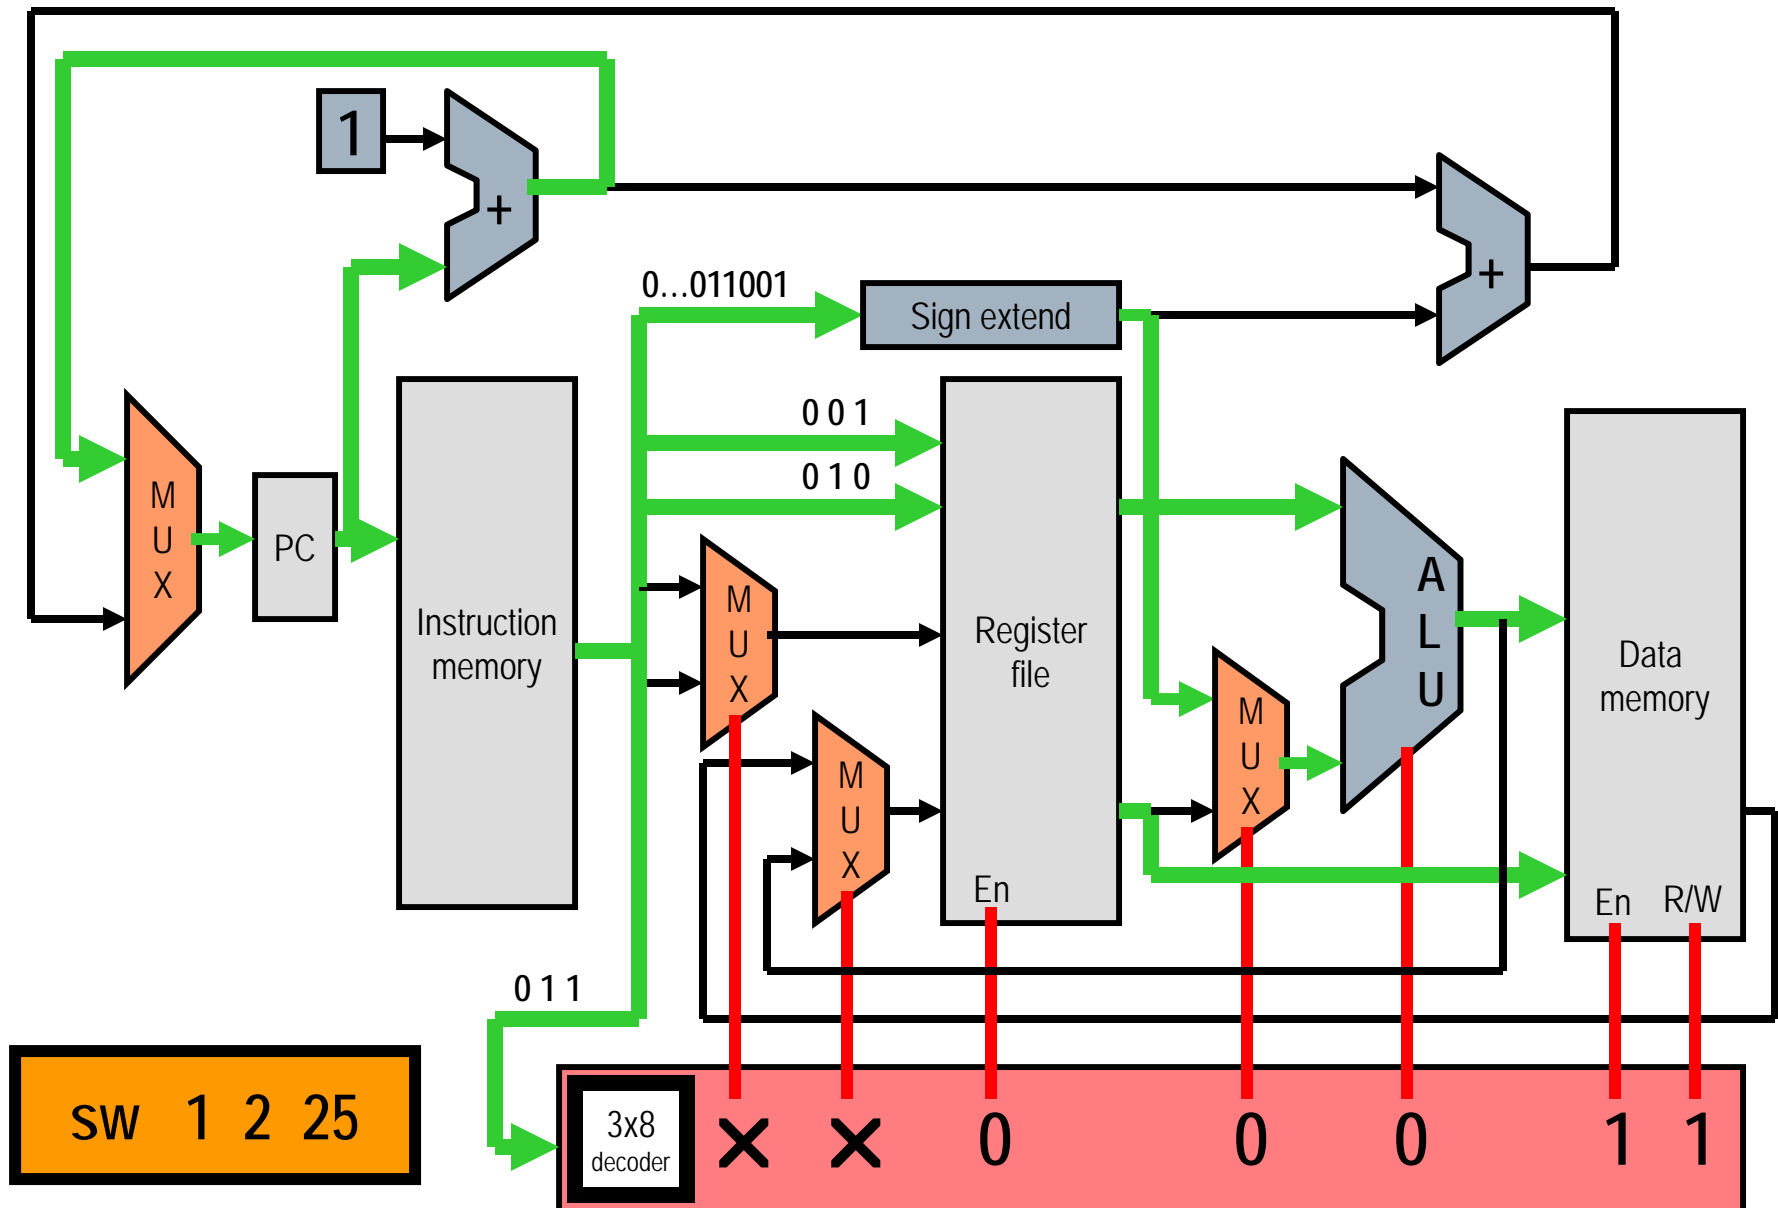 1
+
+
0...011001
Sign extend
0 0 1
0 1 0
M
U
X
PC
Instruction
memory
M
U
X
Register
file
En
M
U
X
M
U
X
A
L
U
Data
memory
En R/W
0 1 1
sw 1 2 25
3x8
decoder
X X 0 0 0 1 1